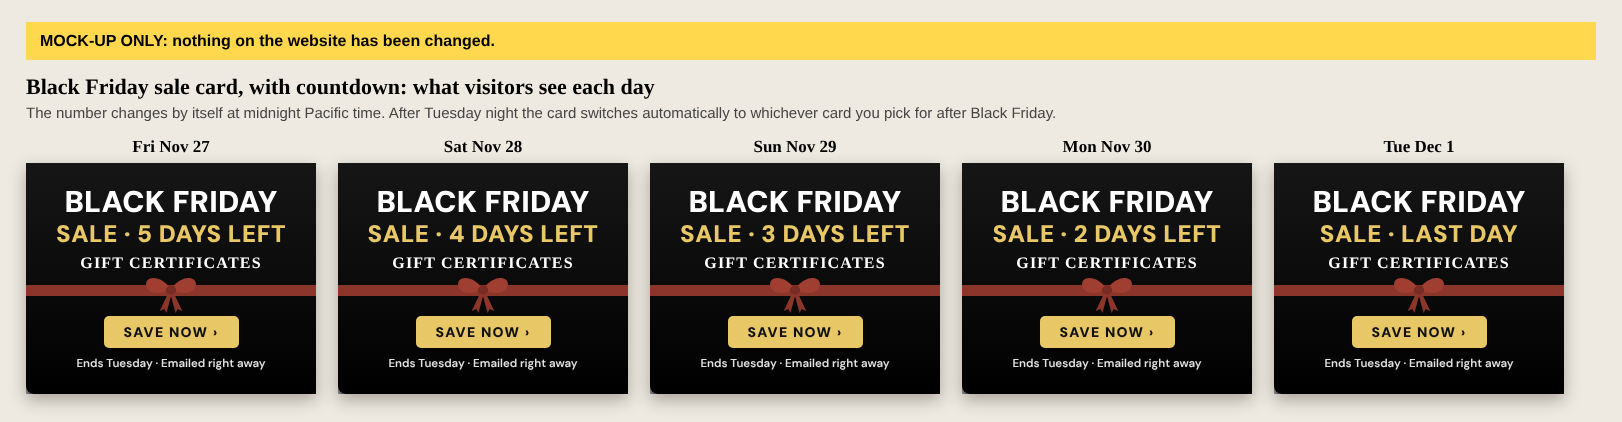 MOCK-UP ONLY: nothing on the website has been changed.
Black Friday sale card, with countdown: what visitors see each day
The number changes by itself at midnight Pacific time. After Tuesday night the card switches automatically to whichever card you pick for after Black Friday.
Fri Nov 27
BLACK FRIDAY
SALE · 5 DAYS LEFT
GIFT CERTIFICATES
SAVE NOW ›
Ends Tuesday · Emailed right away
Sat Nov 28
BLACK FRIDAY
SALE · 4 DAYS LEFT
GIFT CERTIFICATES
SAVE NOW ›
Ends Tuesday · Emailed right away
Sun Nov 29
BLACK FRIDAY
SALE · 3 DAYS LEFT
GIFT CERTIFICATES
SAVE NOW ›
Ends Tuesday · Emailed right away
Mon Nov 30
BLACK FRIDAY
SALE · 2 DAYS LEFT
GIFT CERTIFICATES
SAVE NOW ›
Ends Tuesday · Emailed right away
Tue Dec 1
BLACK FRIDAY
SALE · LAST DAY
GIFT CERTIFICATES
SAVE NOW ›
Ends Tuesday · Emailed right away